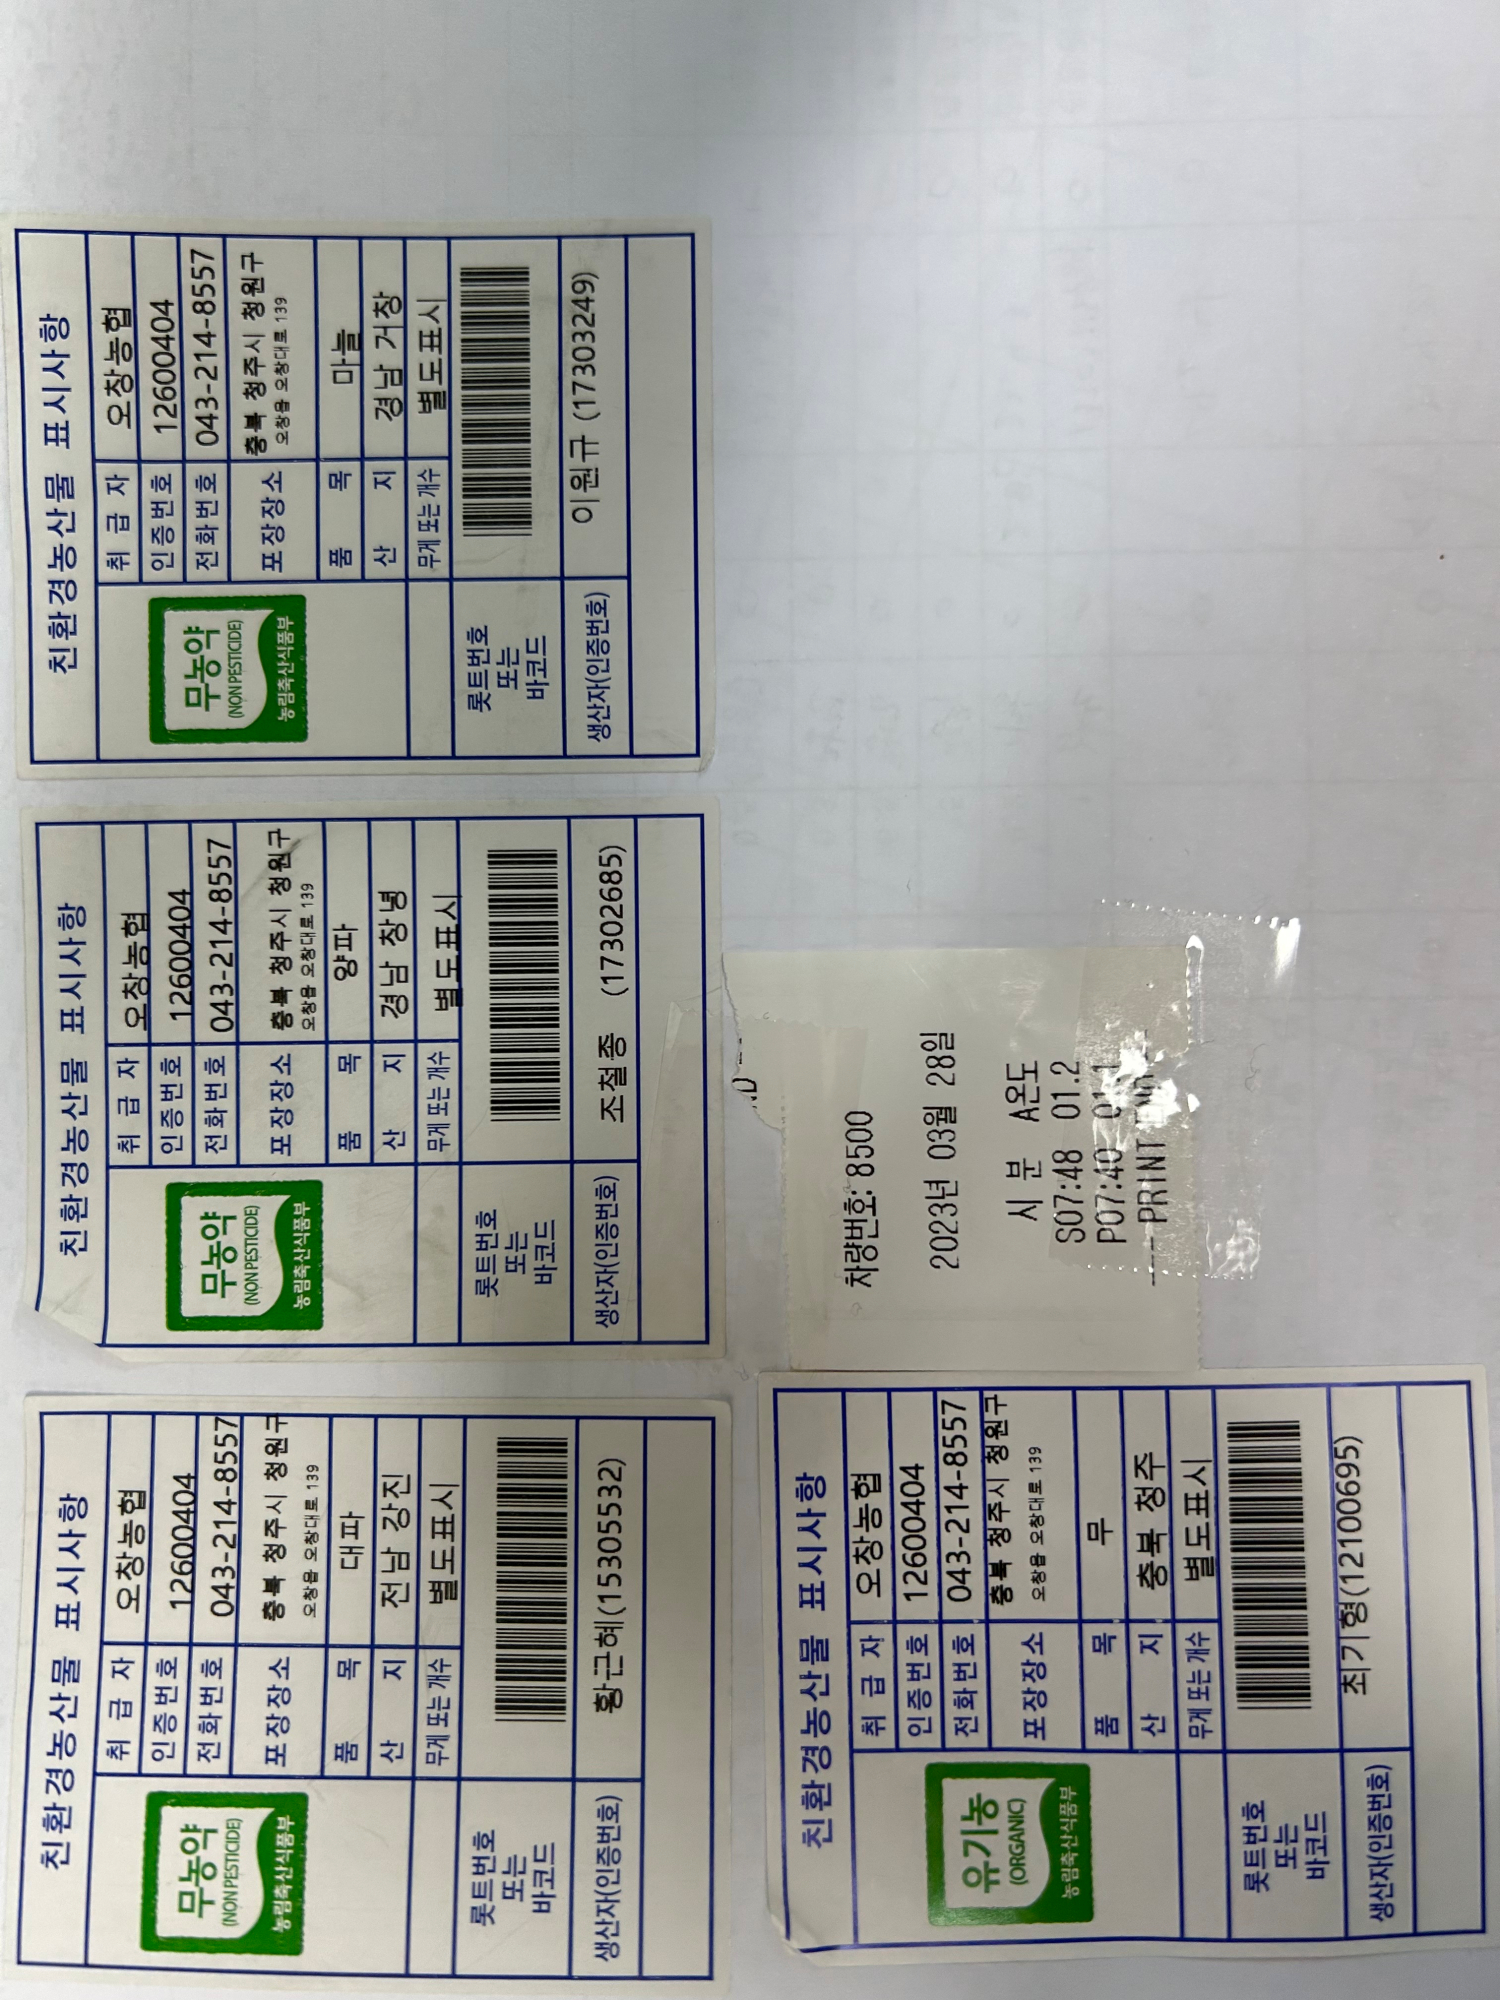 친환경농산물 표시사항
무농약
(NON PESTICIDE)
농림축산식품부
취급자 오창농협
인증번호 12600404
전화번호 043-214-8557
포장장소 충북 청주시 청원구
오창읍 오창대로 139
품목 대파
산지 전남 강진
무게 또는 개수 별도표시
롯트번호
또는
바코드
생산자(인증번호) 황근혜(15305532)
친환경농산물 표시사항
무농약
(NON PESTICIDE)
농림축산식품부
취급자 오창농협
인증번호 12600404
전화번호 043-214-8557
포장장소 충북 청주시 청원구
오창읍 오창대로 139
품목 양파
산지 경남 창녕
무게 또는 개수 별도표시
롯트번호
또는
바코드
생산자(인증번호) 조철종 (17302685)
친환경농산물 표시사항
무농약
(NON PESTICIDE)
농림축산식품부
취급자 오창농협
인증번호 12600404
전화번호 043-214-8557
포장장소 충북 청주시 청원구
오창읍 오창대로 139
품목 마늘
산지 경남 거창
무게 또는 개수 별도표시
롯트번호
또는
바코드
생산자(인증번호) 이원규 (17303249)
친환경농산물 표시사항
유기농
(ORGANIC)
농림축산식품부
취급자 오창농협
인증번호 12600404
전화번호 043-214-8557
포장장소 충북 청주시 청원구
오창읍 오창대로 139
품목 무
산지 충북 청주
무게 또는 개수 별도표시
롯트번호
또는
바코드
생산자(인증번호) 최기형(12100695)
차량번호: 8500
2023년 03월 28일
시 분 A온도
S07:48 01.2
PRINT